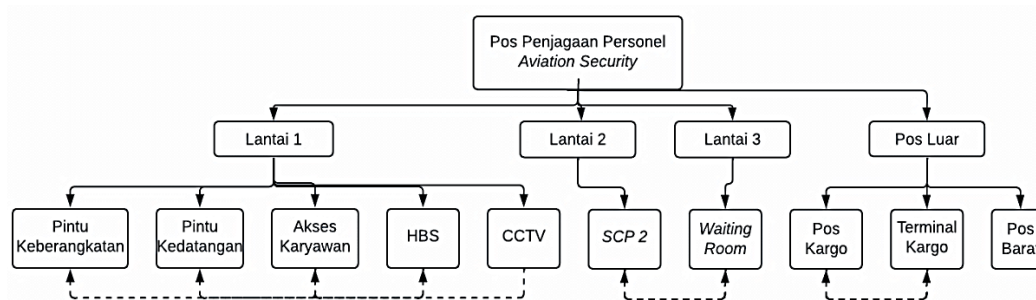 Pos Penjagaan Personel
Aviation Security
Lantai 1
Lantai 2
Lantai 3
Pos Luar
Pintu
Keberangkatan
Pintu
Kedatangan
Akses
Karyawan
HBS
CCTV
SCP 2
Waiting
Room
Pos
Kargo
Terminal
Kargo
Pos